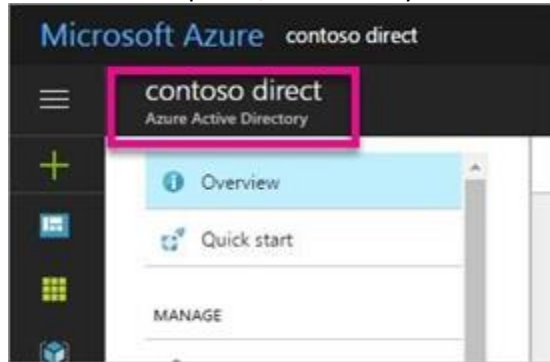 Microsoft Azure contoso direct
contoso direct
Azure Active Directory
Overview
Quick start
MANAGE